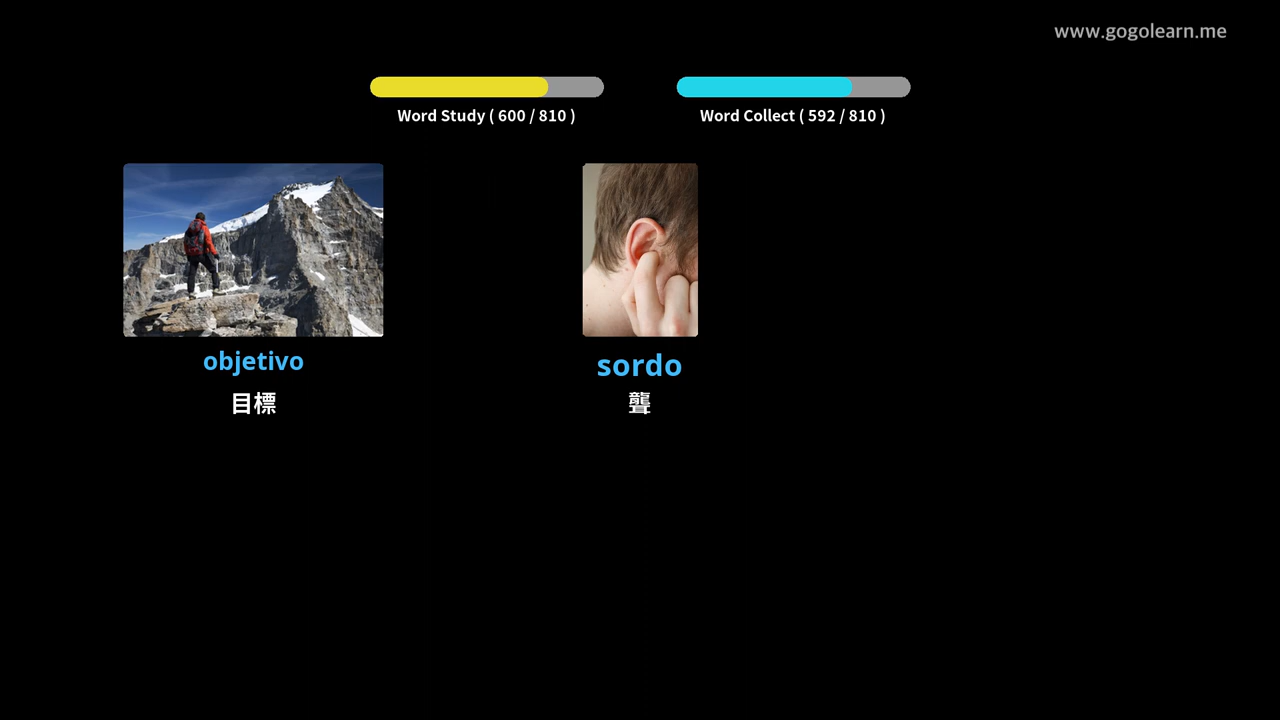 www.gogolearn.me
Word Study ( 600 / 810 )
Word Collect ( 592 / 810 )
objetivo
目標
sordo
聾